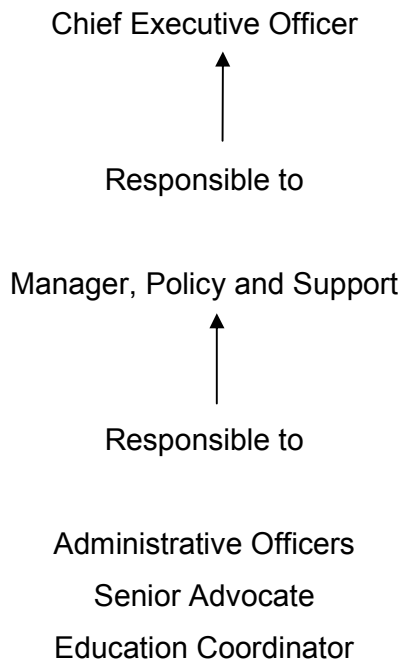 Chief Executive Officer
Responsible to
Manager, Policy and Support
Responsible to
Administrative Officers
Senior Advocate
Education Coordinator